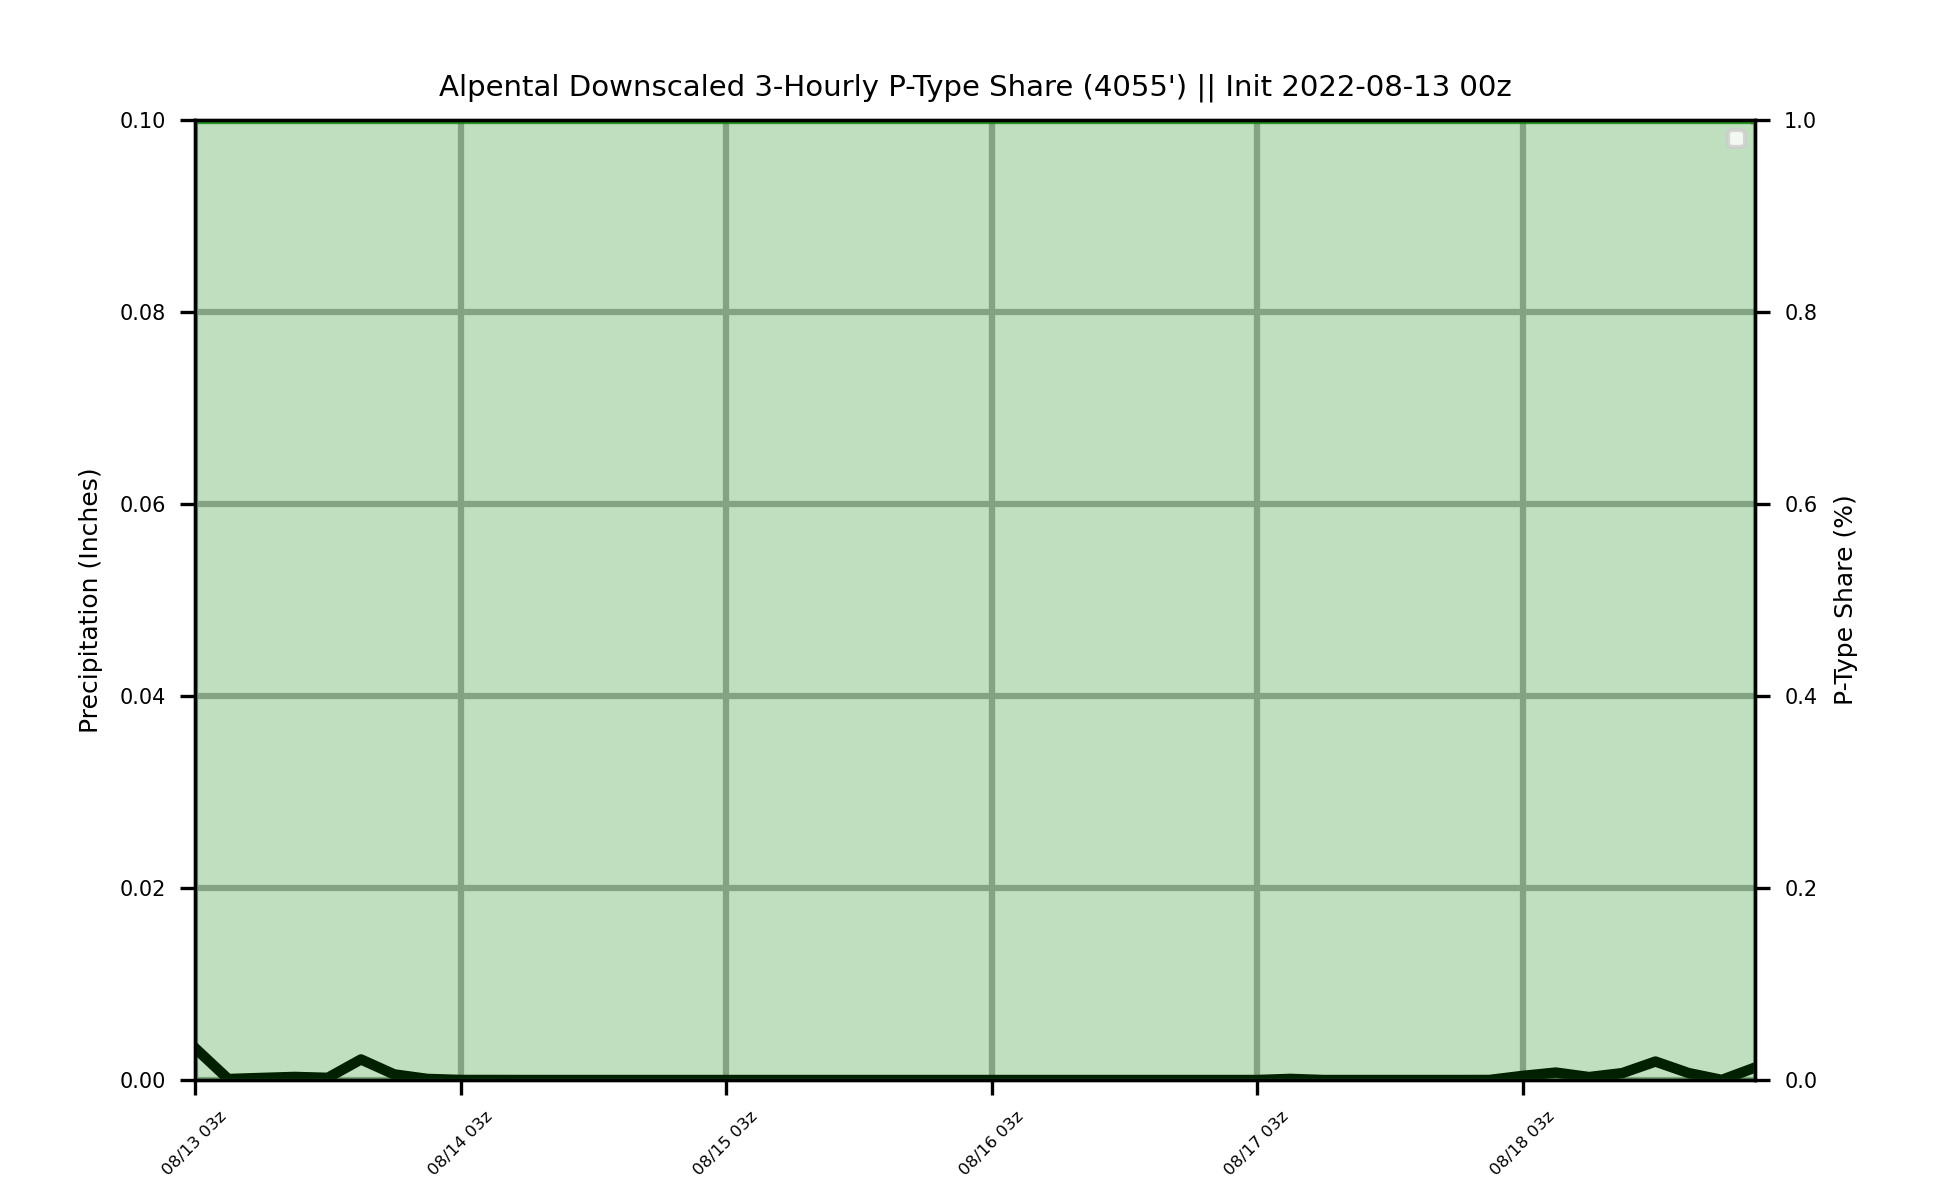 Alpental Downscaled 3-Hourly P-Type Share (4055') || Init 2022-08-13 00z
0.10
0.08
0.06
0.04
0.02
0.00
Precipitation (Inches)
1.0
0.8
0.6
0.4
0.2
0.0
P-Type Share (%)
08/13 03z
08/14 03z
08/15 03z
08/16 03z
08/17 03z
08/18 03z